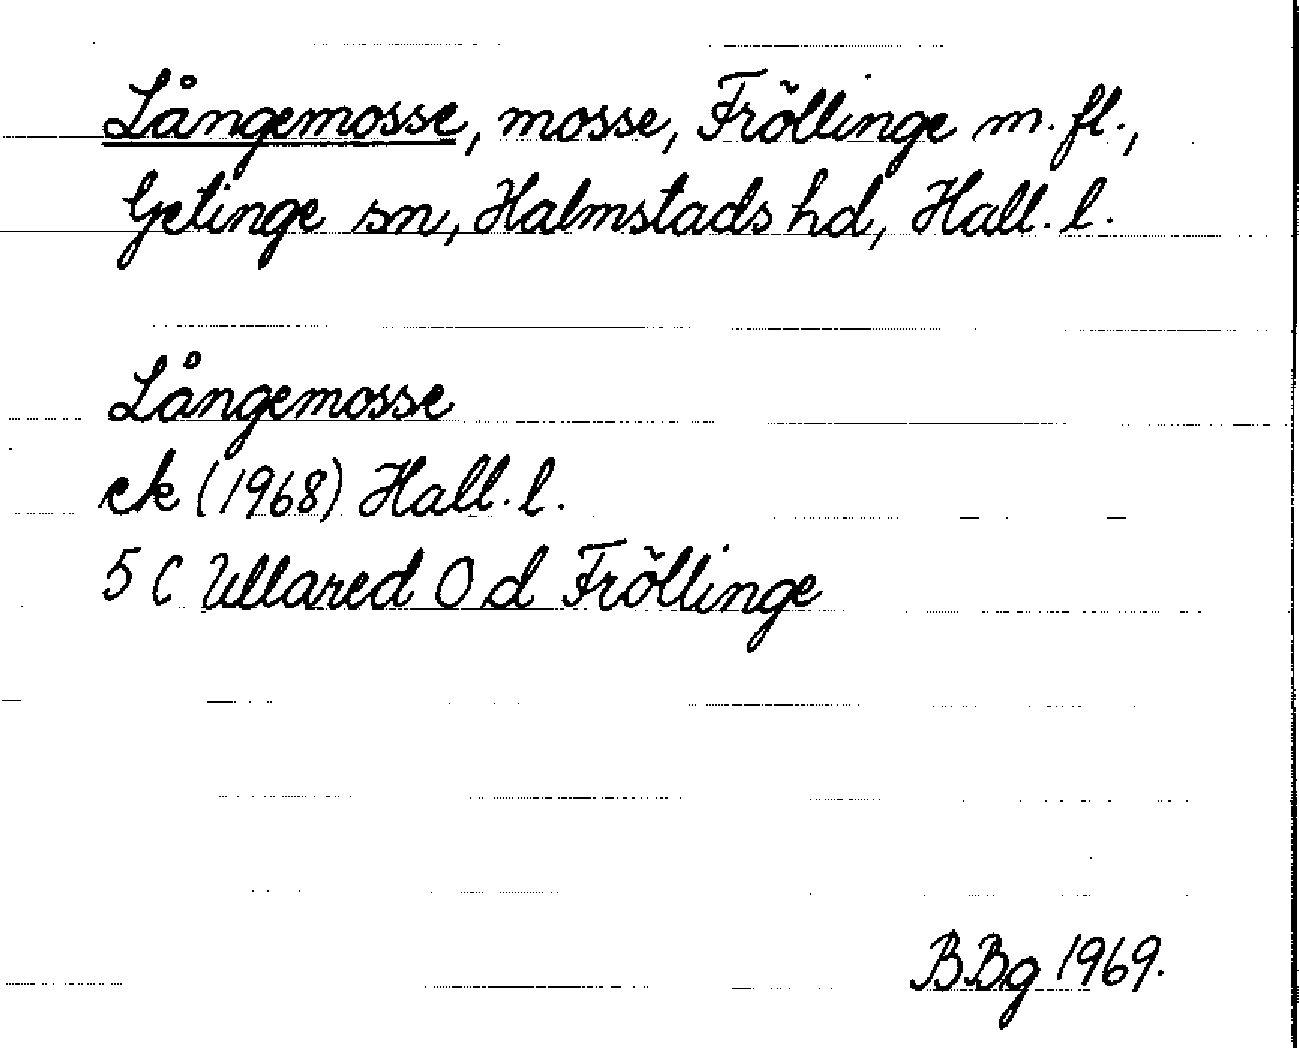 Långemosse, mosse, Fröllinge m. fl.,
Getinge sn, Halmstads hd, Hall. l.
Långemosse
ek (1968) Hall. l.
5 C Ullared O d Fröllinge
BBg 1969.